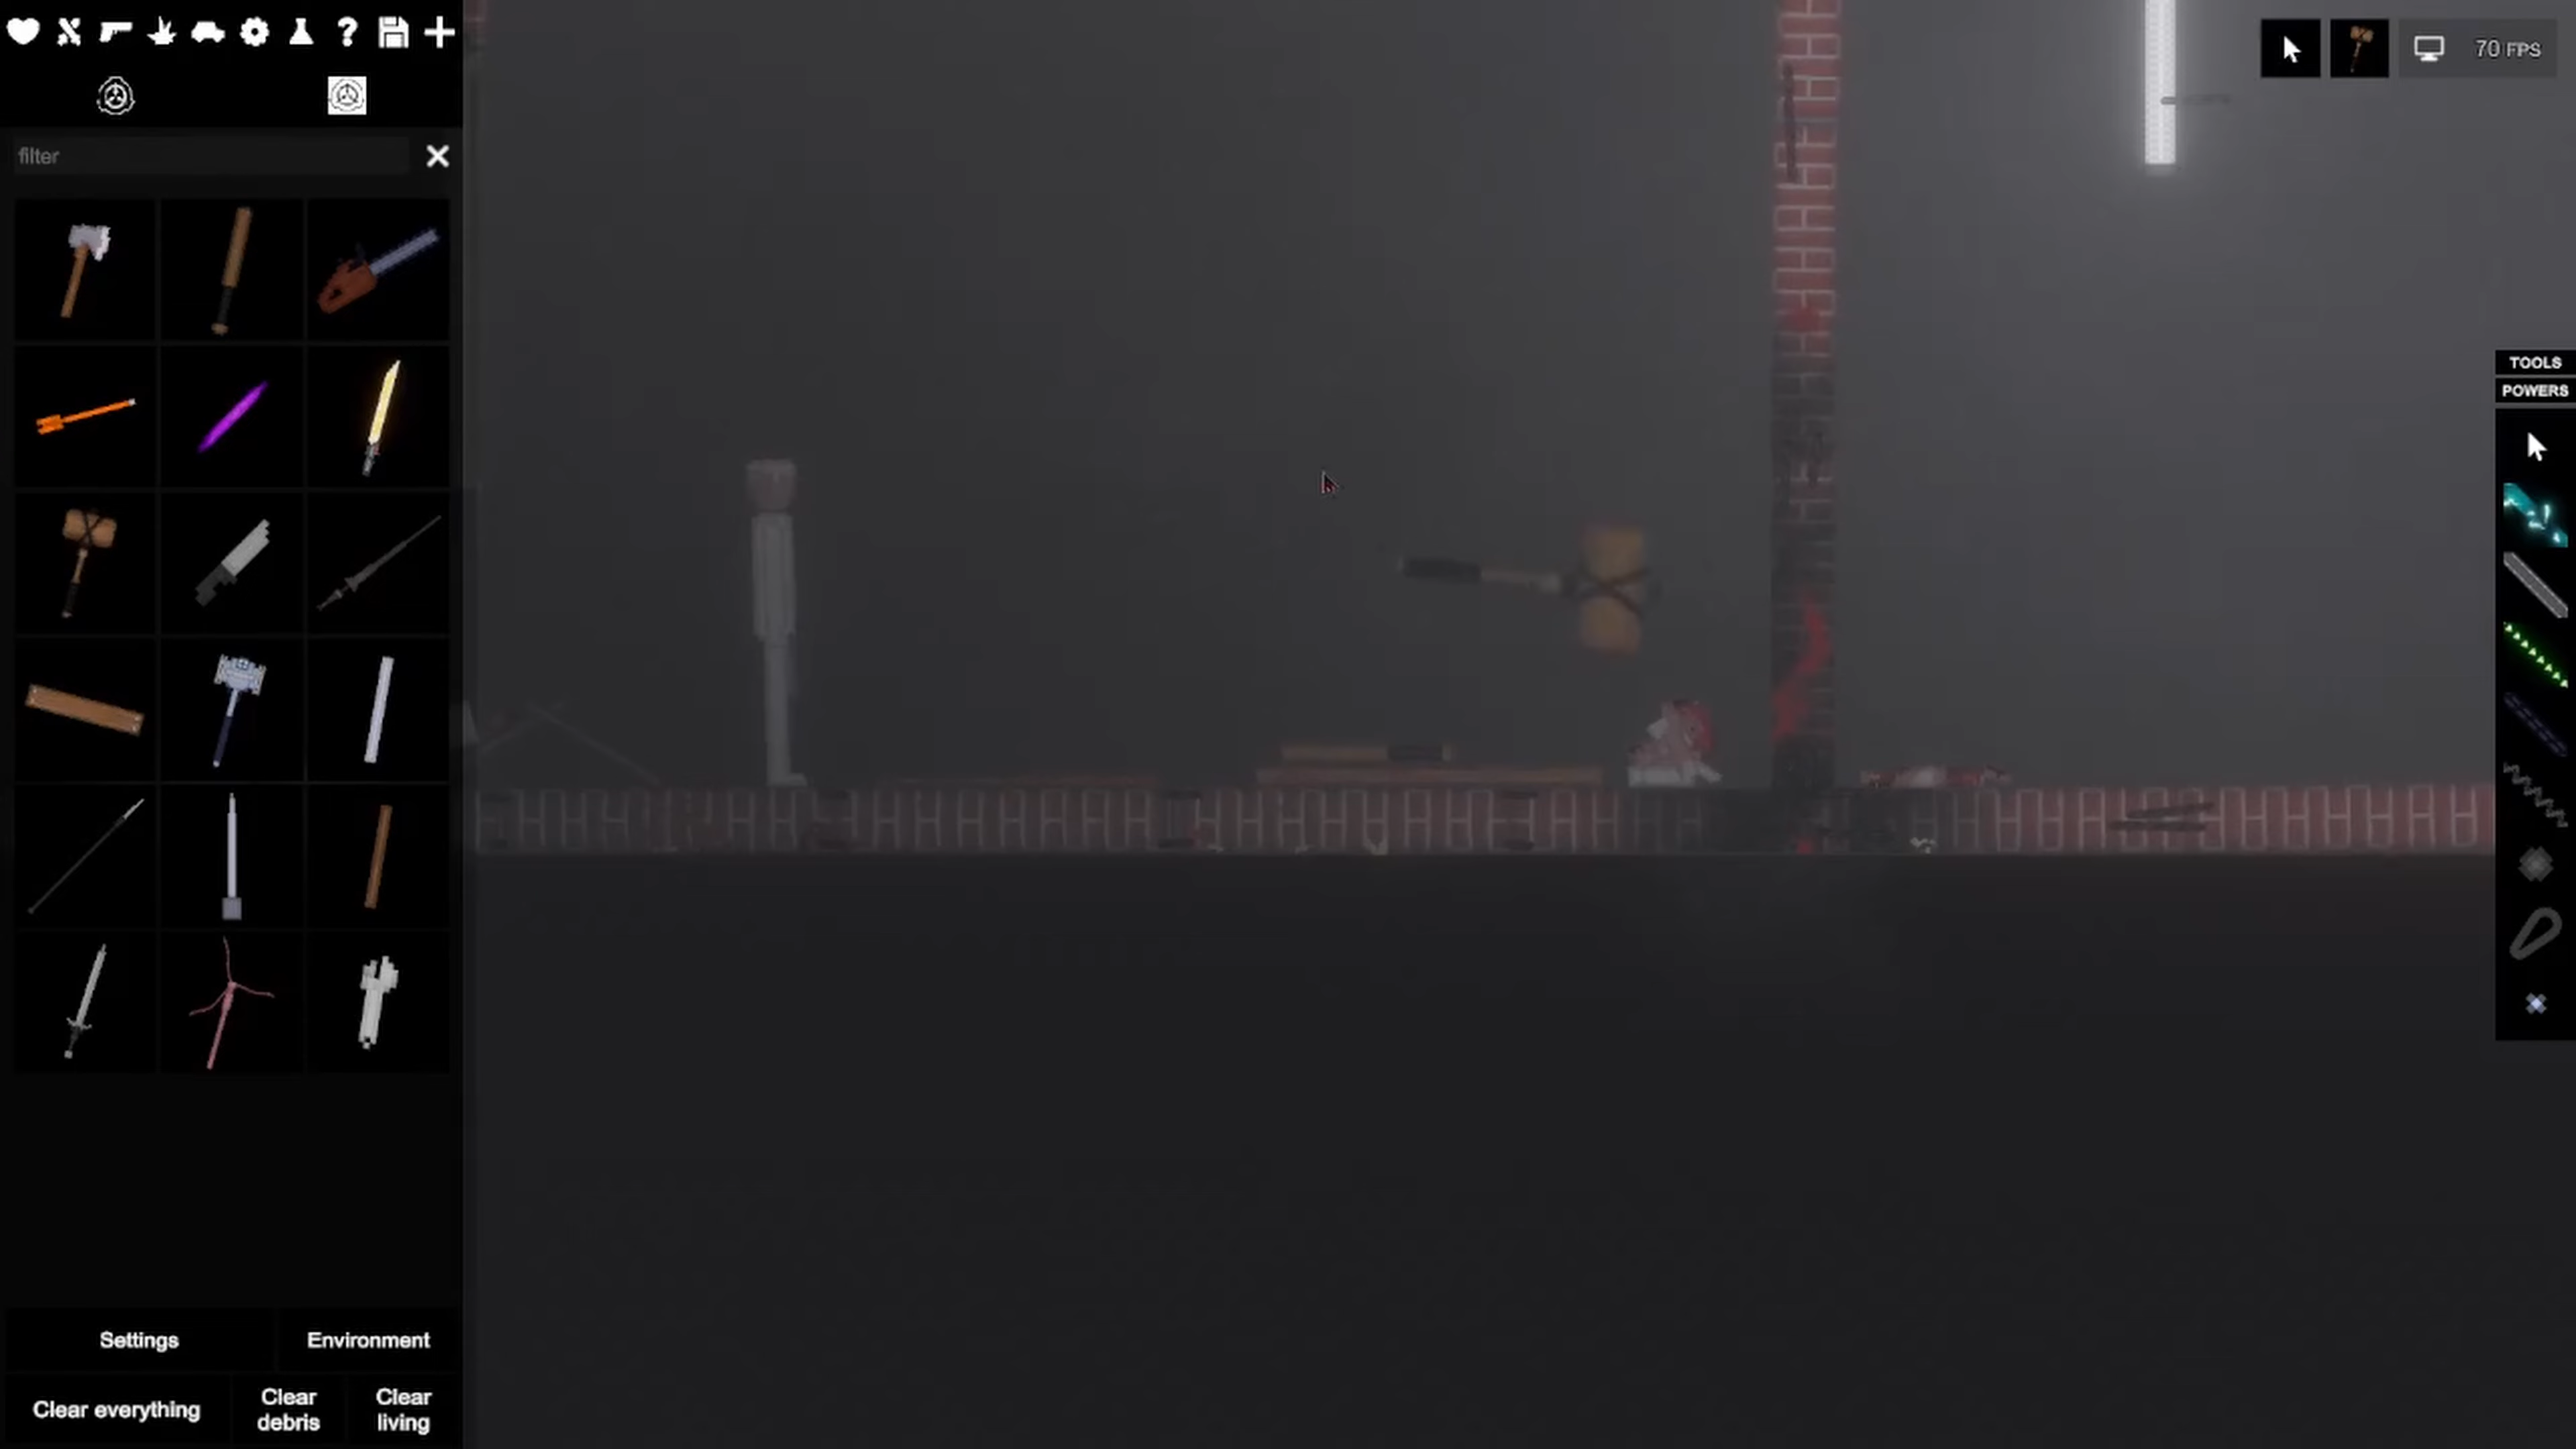 filter
70 FPS
TOOLS
POWERS
Settings
Environment
Clear everything
Clear
debris
Clear
living